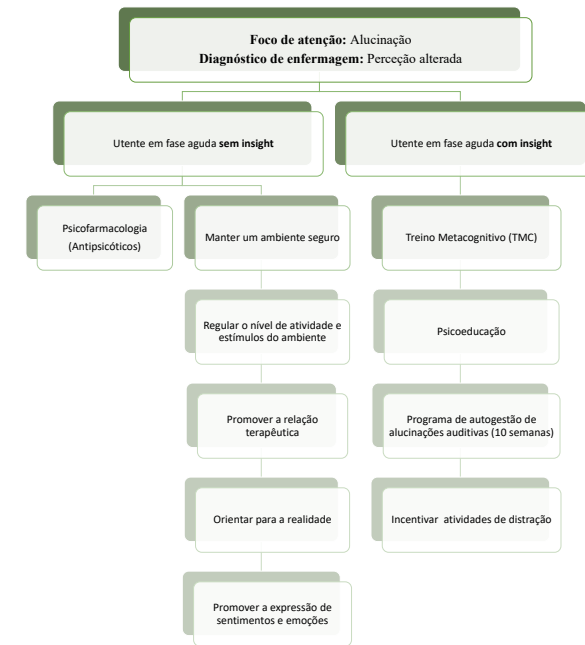 Foco de atenção: Alucinação
Diagnóstico de enfermagem: Perceção alterada
Utente em fase aguda sem insight
Utente em fase aguda com insight
Psicofarmacologia
(Antipsicóticos)
Manter um ambiente seguro
Treino Metacognitivo (TMC)
Regular o nível de atividade e
estímulos do ambiente
Psicoeducação
Promover a relação
terapêutica
Programa de autogestão de
alucinações auditivas (10 semanas)
Orientar para a realidade
Incentivar atividades de distração
Promover a expressão de
sentimentos e emoções